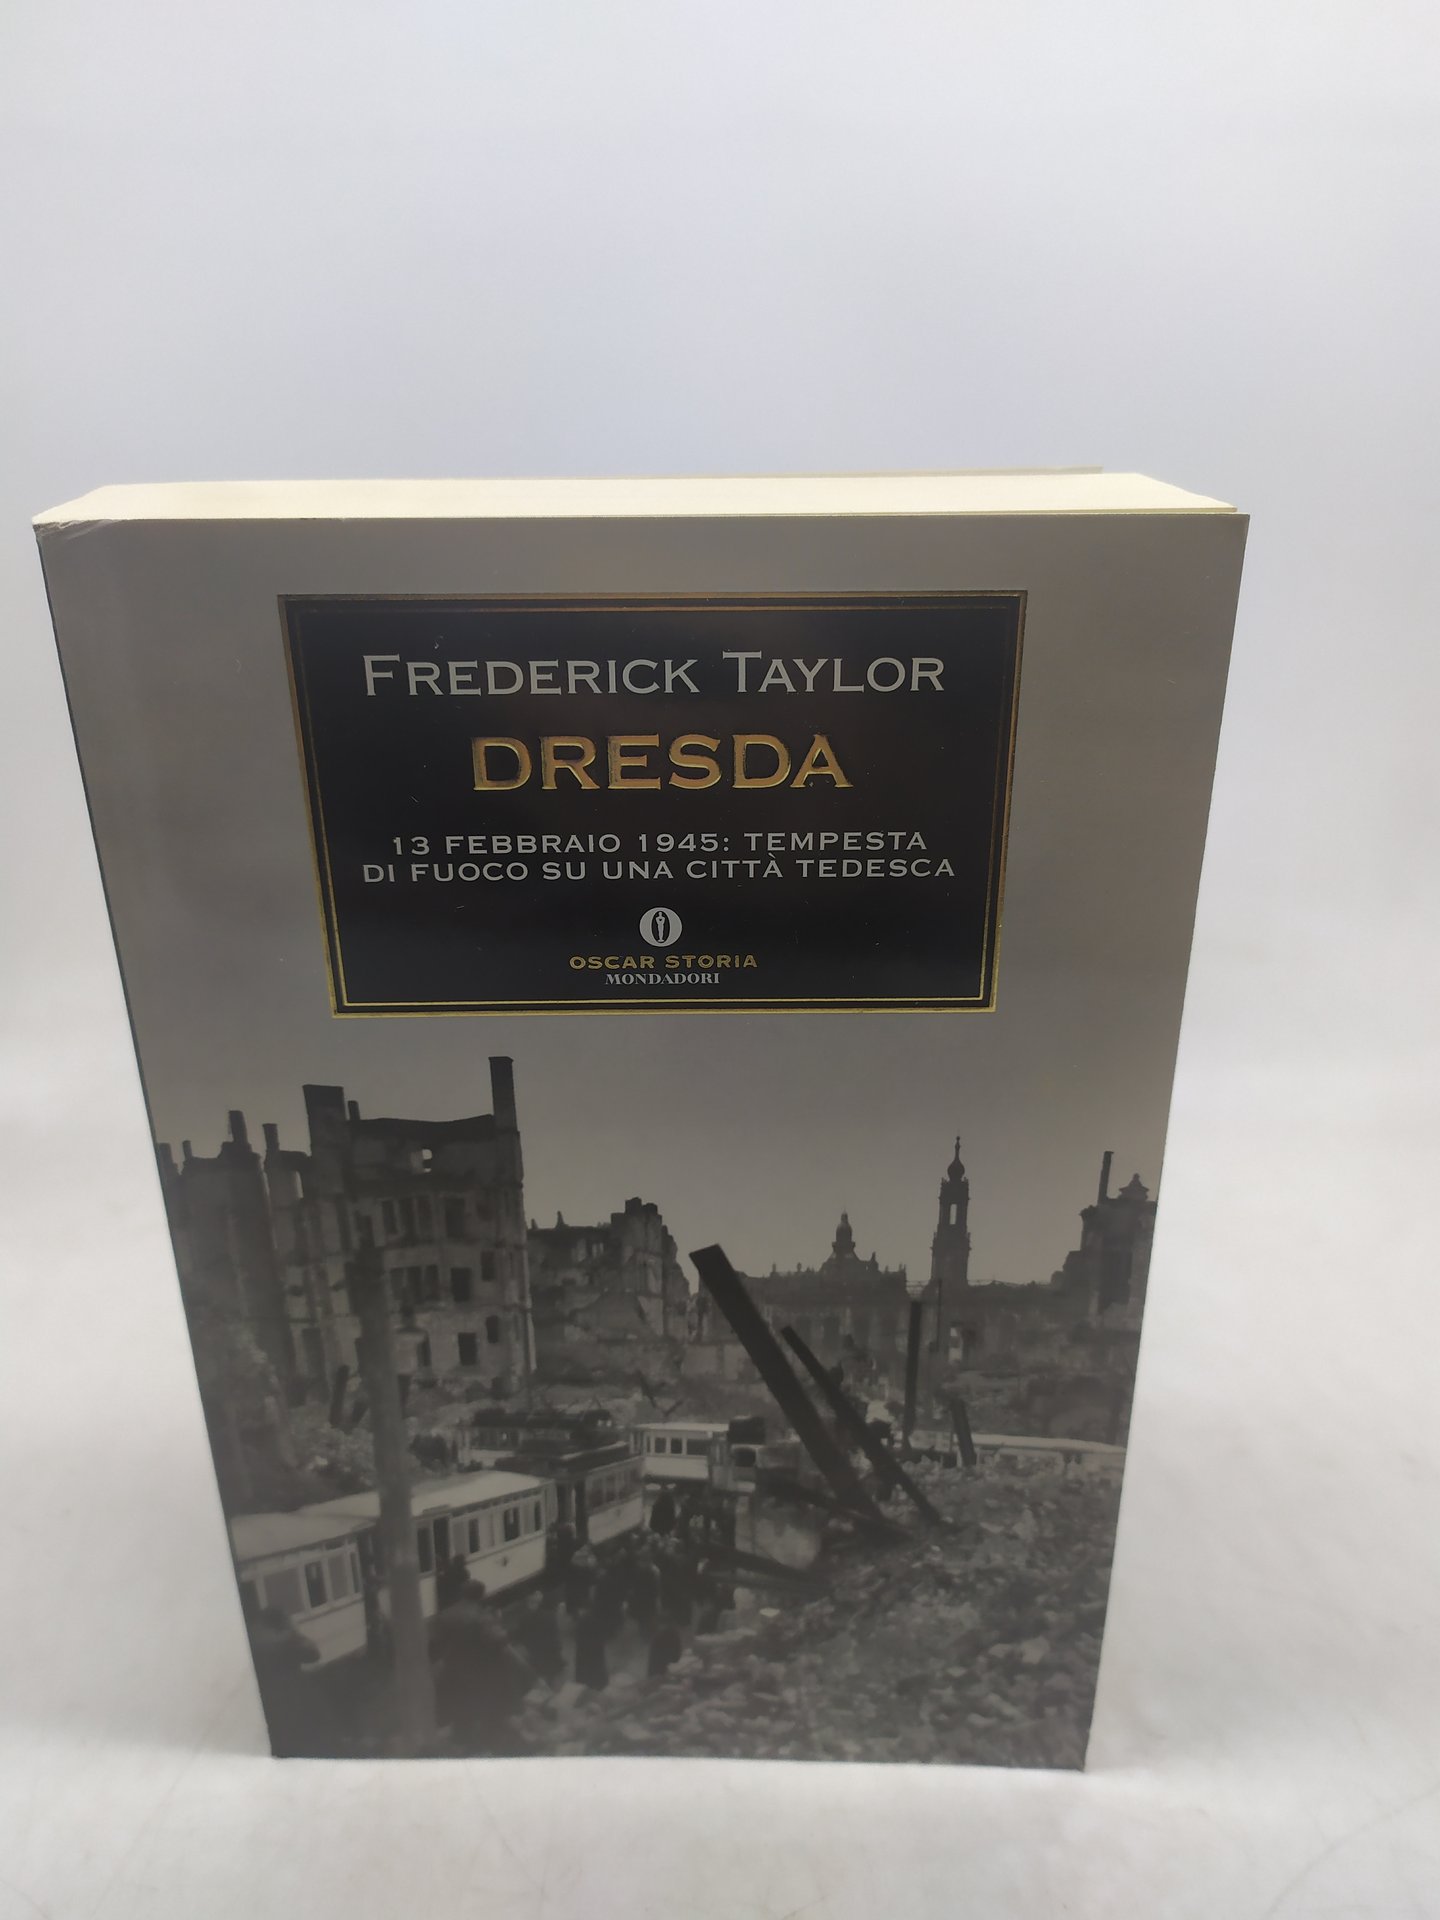 FREDERICK TAYLOR
DRESDA
13 FEBBRAIO 1945: TEMPESTA
DI FUOCO SU UNA CITTÀ TEDESCA
OSCAR STORIA
MONDADORI